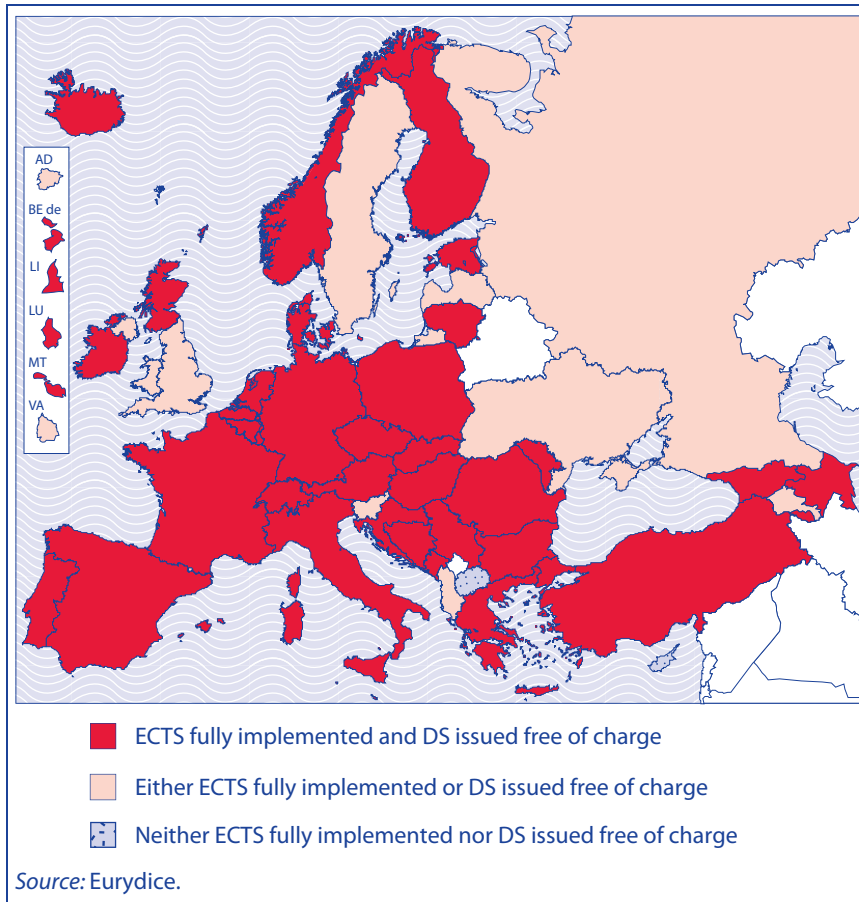 AD
BE de
LI
LU
MT
VA
ECTS fully implemented and DS issued free of charge
Either ECTS fully implemented or DS issued free of charge
Neither ECTS fully implemented nor DS issued free of charge
Source: Eurydice.